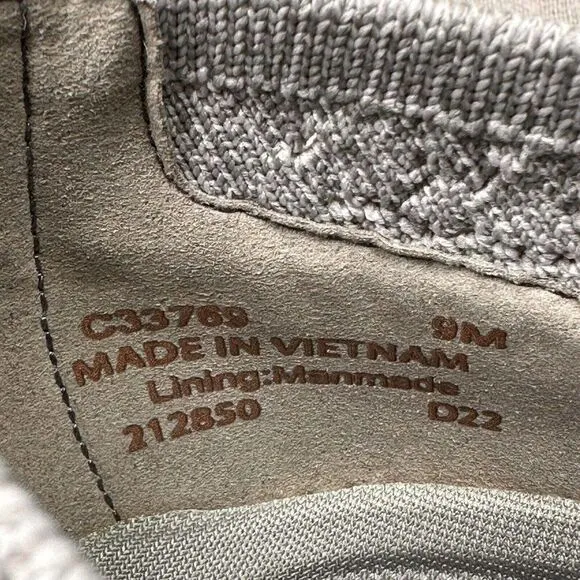 C33769 9M
MADE IN VIETNAM
Lining:Manmade
212850 D22